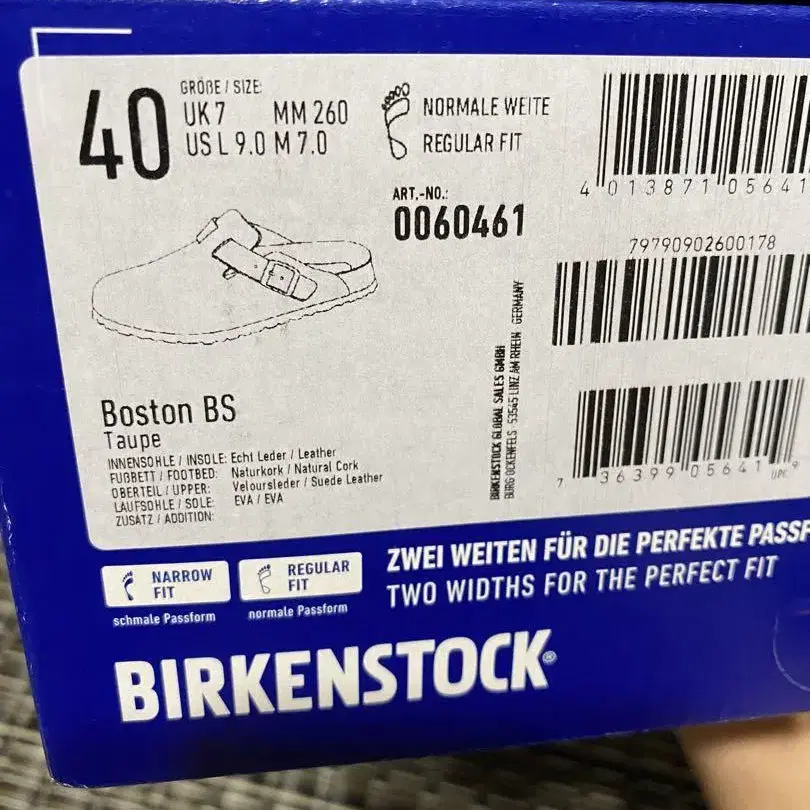 40
GRÖßE / SIZE:
UK 7 MM 260
US L 9.0 M 7.0
NORMALE WEITE
REGULAR FIT
ART.-NO.:
0060461
4 013871 05641
79790902600178
7 36399 05641 9
UPC
BIRKENSTOCK GLOBAL SALES GMBH
BURG OCKENFELS · 53545 LINZ AM RHEIN · GERMANY
Boston BS
Taupe
INNENSOHLE / INSOLE: Echt Leder / Leather
FUßBETT / FOOTBED: Naturkork / Natural Cork
OBERTEIL / UPPER: Veloursleder / Suede Leather
LAUFSOHLE / SOLE: EVA / EVA
ZUSATZ / ADDITION:
NARROW
FIT
schmale Passform
REGULAR
FIT
normale Passform
ZWEI WEITEN FÜR DIE PERFEKTE PASSF
TWO WIDTHS FOR THE PERFECT FIT
BIRKENSTOCK®